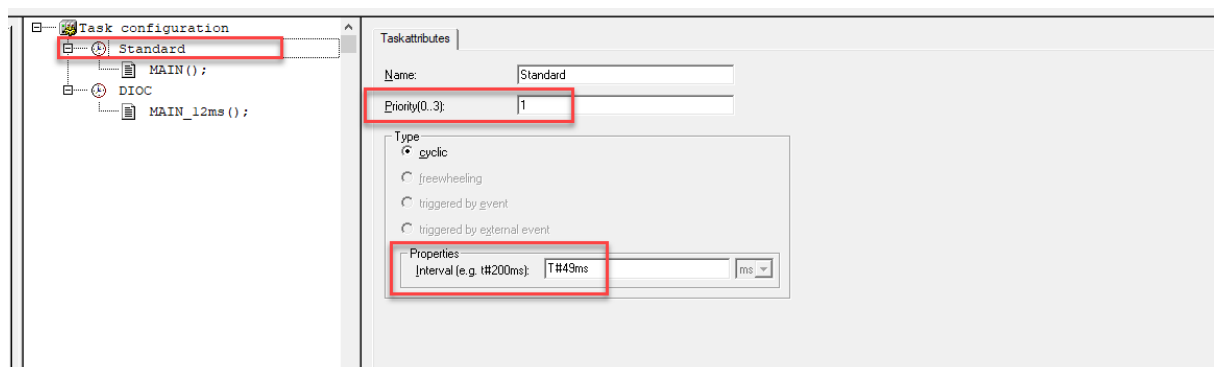 Task configuration
Standard
MAIN();
DIOC
MAIN_12ms();
Taskattributes
Name: Standard
Priority(0..3): 1
Type
cyclic
freewheeling
triggered by event
triggered by external event
Properties
Interval (e.g. t#200ms): T#49ms ms